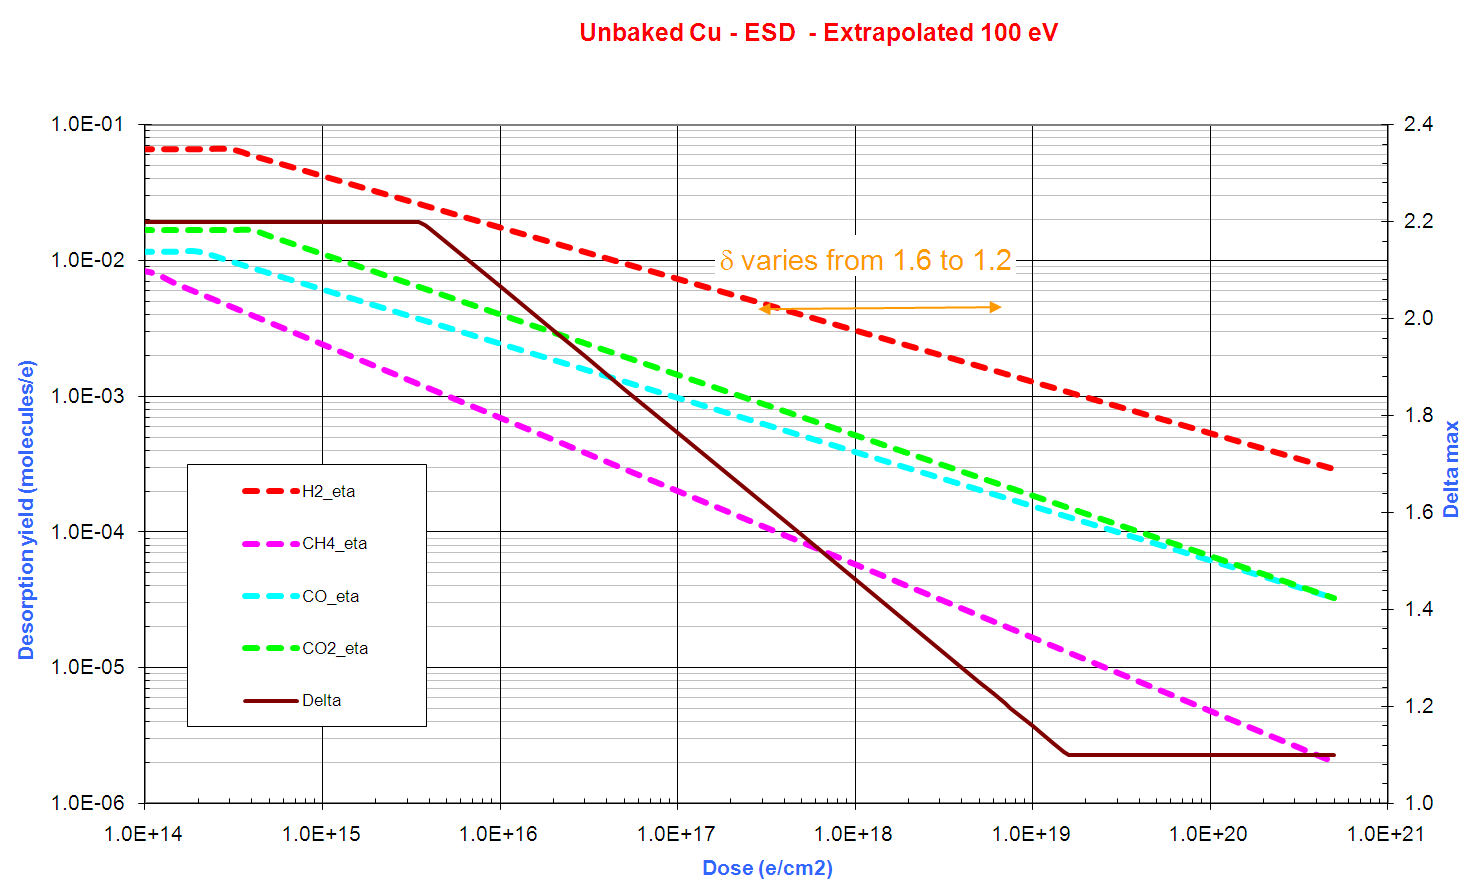 Unbaked Cu - ESD  - Extrapolated 100 eV
1.0E-01
1.0E-02
1.0E-03
1.0E-04
1.0E-05
1.0E-06
Desorption yield (molecules/e)
2.4
2.2
2.0
1.8
1.6
1.4
1.2
1.0
Delta max
δ varies from 1.6 to 1.2
H2_eta
CH4_eta
CO_eta
CO2_eta
Delta
1.0E+14 1.0E+15 1.0E+16 1.0E+17 1.0E+18 1.0E+19 1.0E+20 1.0E+21
Dose (e/cm2)